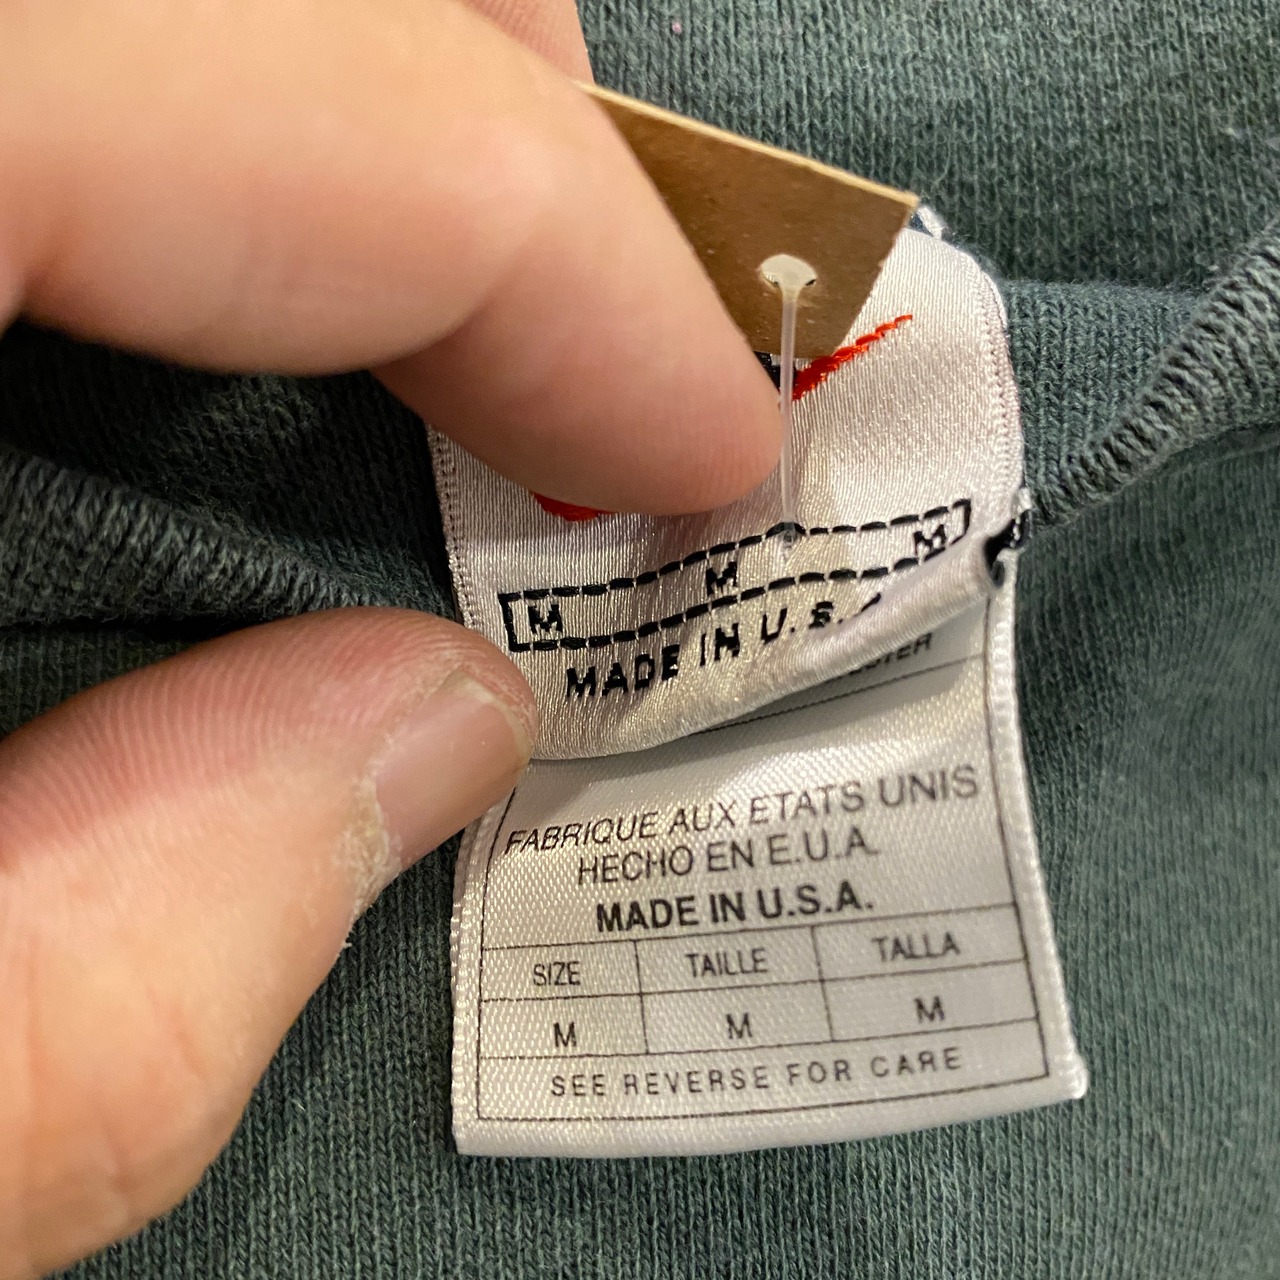 M M M
MADE IN U.S.
FABRIQUE AUX ETATS UNIS
HECHO EN E.U.A.
MADE IN U.S.A.
SIZE TAILLE TALLA
M M M
SEE REVERSE FOR CARE